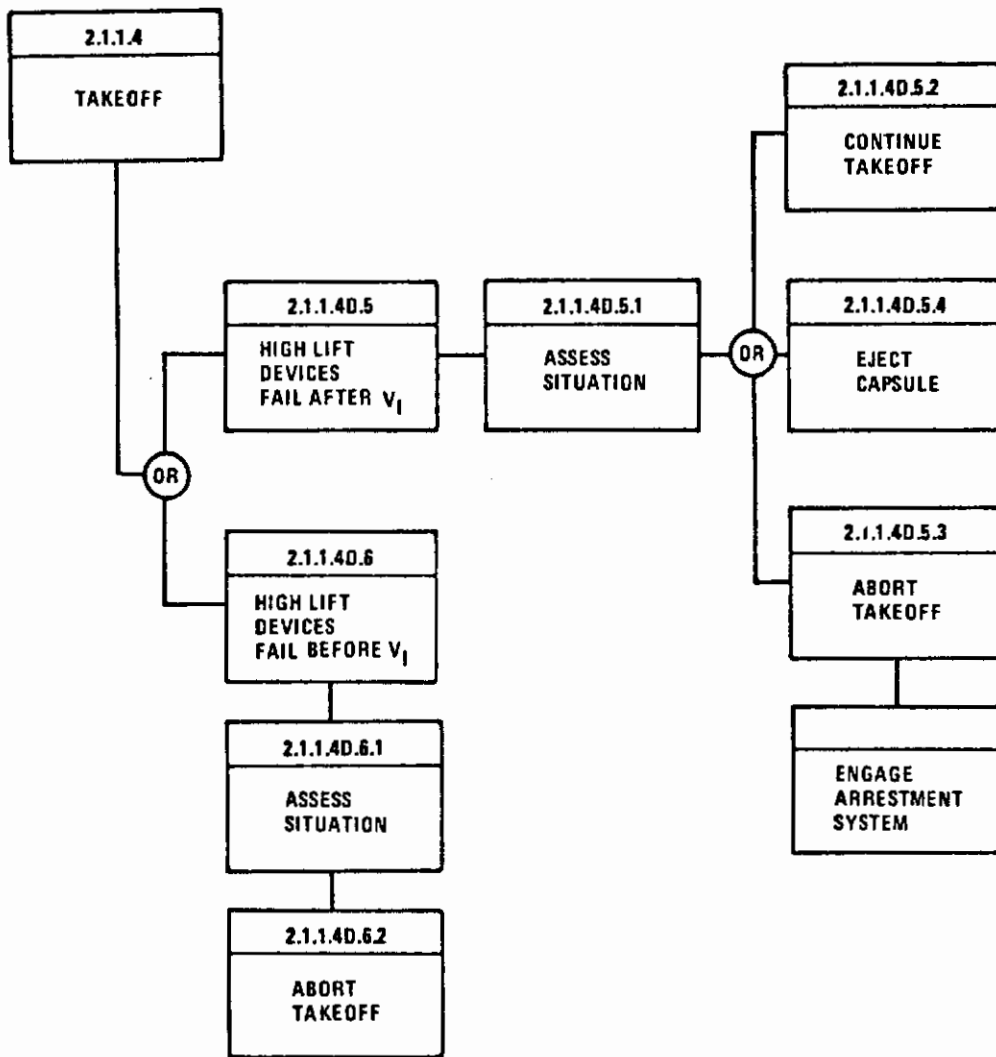 2.1.1.4
TAKEOFF
2.1.1.4D.5.2
CONTINUE
TAKEOFF
2.1.1.4D.5
HIGH LIFT
DEVICES
FAIL AFTER V₁
2.1.1.4D.5.1
ASSESS
SITUATION
OR
2.1.1.4D.5.4
EJECT
CAPSULE
OR
2.1.1.4D.6
HIGH LIFT
DEVICES
FAIL BEFORE V₁
2.1.1.4D.5.3
ABORT
TAKEOFF
2.1.1.4D.6.1
ASSESS
SITUATION
ENGAGE
ARRESTMENT
SYSTEM
2.1.1.4D.6.2
ABORT
TAKEOFF